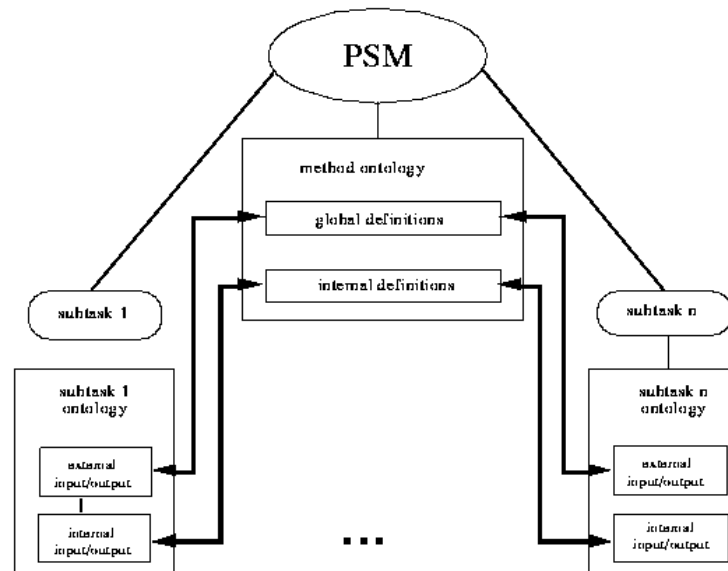 PSM
method ontology
global definitions
internal definitions
subtask 1
subtask n
subtask 1
ontology
external
input/output
internal
input/output
...
subtask n
ontology
external
input/output
internal
input/output